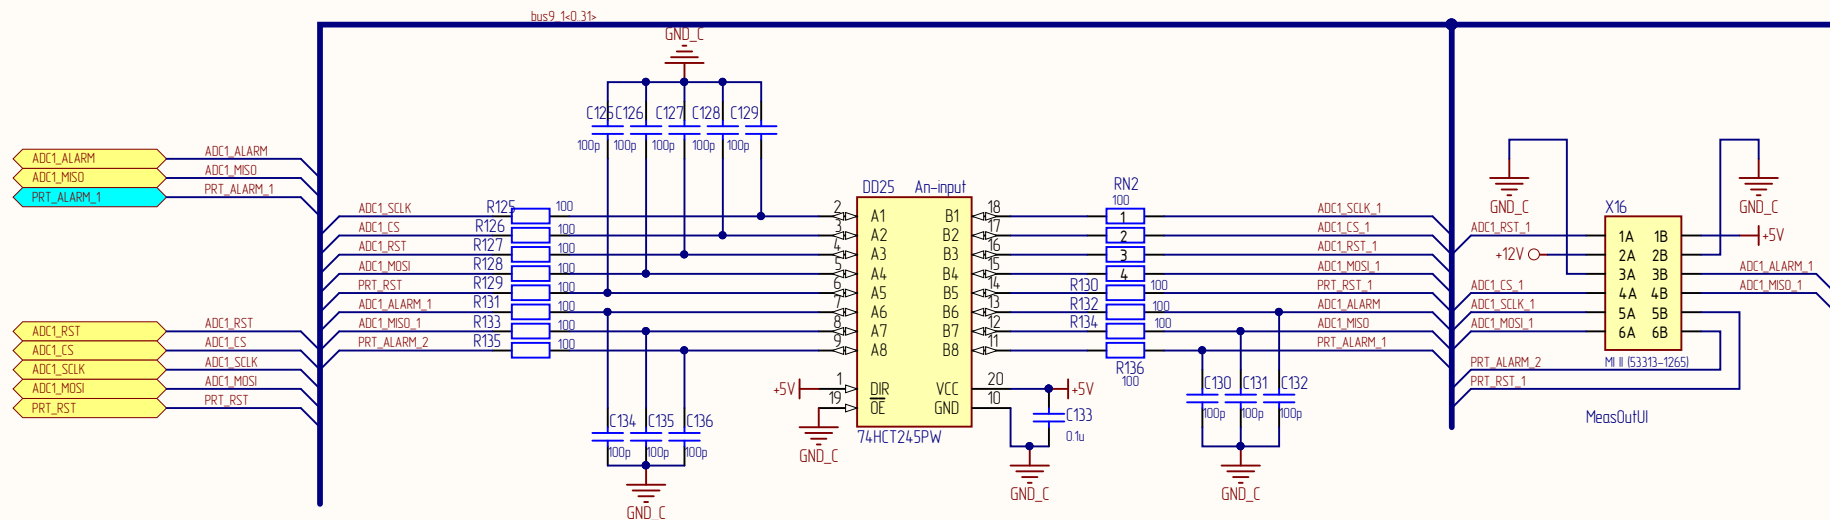 bus9_1<0..31>
GND_C
C125 C126 C127 C128 C129
100p 100p 100p 100p 100p
ADC1_ALARM ADC1_ALARM
ADC1_MISO ADC1_MISO
PRT_ALARM_1 PRT_ALARM_1
ADC1_RST ADC1_RST
ADC1_CS ADC1_CS
ADC1_SCLK ADC1_SCLK
ADC1_MOSI ADC1_MOSI
PRT_RST PRT_RST
ADC1_SCLK R125 100
ADC1_CS R126 100
ADC1_RST R127 100
ADC1_MOSI R128 100
PRT_RST R129 100
ADC1_ALARM_1 R131 100
ADC1_MISO_1 R133 100
PRT_ALARM_2 R135 100
C134 C135 C136
100p 100p 100p
GND_C
DD25 An-input
2 A1 B1 18
3 A2 B2 17
4 A3 B3 16
5 A4 B4 15
6 A5 B5 14
7 A6 B6 13
8 A7 B7 12
9 A8 B8 11
+5V 1 DIR VCC 20 +5V
19 OE GND 10
74HCT245PW
GND_C
C133
0.1u
GND_C
RN2
100
1 ADC1_SCLK_1
2 ADC1_CS_1
3 ADC1_RST_1
4 ADC1_MOSI_1
R130 100 PRT_RST_1
R132 100 ADC1_ALARM
R134 100 ADC1_MISO
R136 100 PRT_ALARM_1
C130 C131 C132
100p 100p 100p
GND_C
GND_C
GND_C
X16
ADC1_RST_1 1A 1B +5V
+12V 2A 2B
3A 3B ADC1_ALARM_1
ADC1_CS_1 4A 4B ADC1_MISO_1
ADC1_SCLK_1 5A 5B
ADC1_MOSI_1 6A 6B
MI II (53313-1265)
PRT_ALARM_2
PRT_RST_1
MeasOutUI